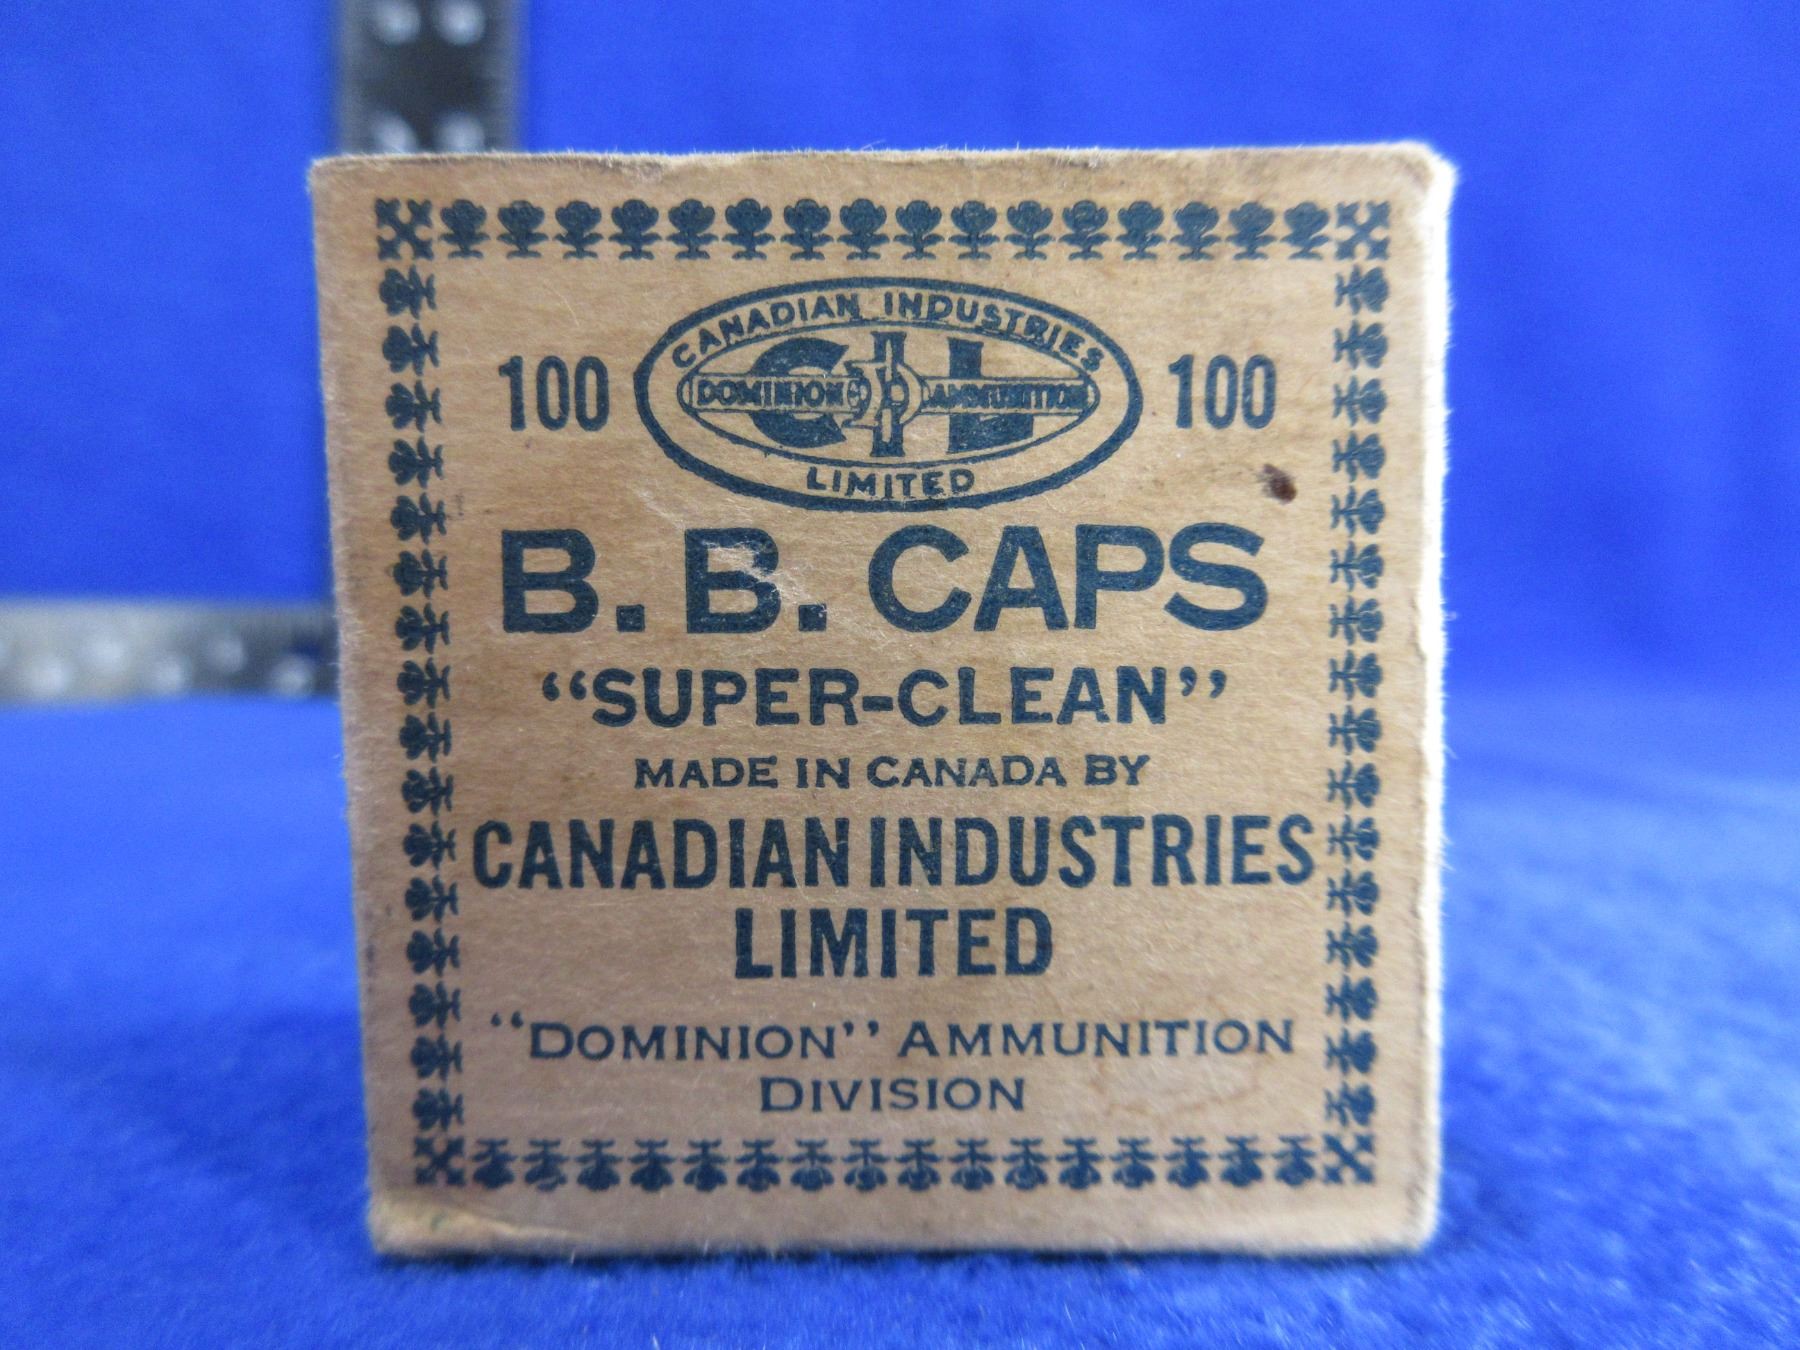 CANADIAN INDUSTRIES
CIL
DOMINION AMMUNITION
LIMITED
100 100
B. B. CAPS
“SUPER-CLEAN”
MADE IN CANADA BY
CANADIAN INDUSTRIES
LIMITED
“DOMINION” AMMUNITION
DIVISION